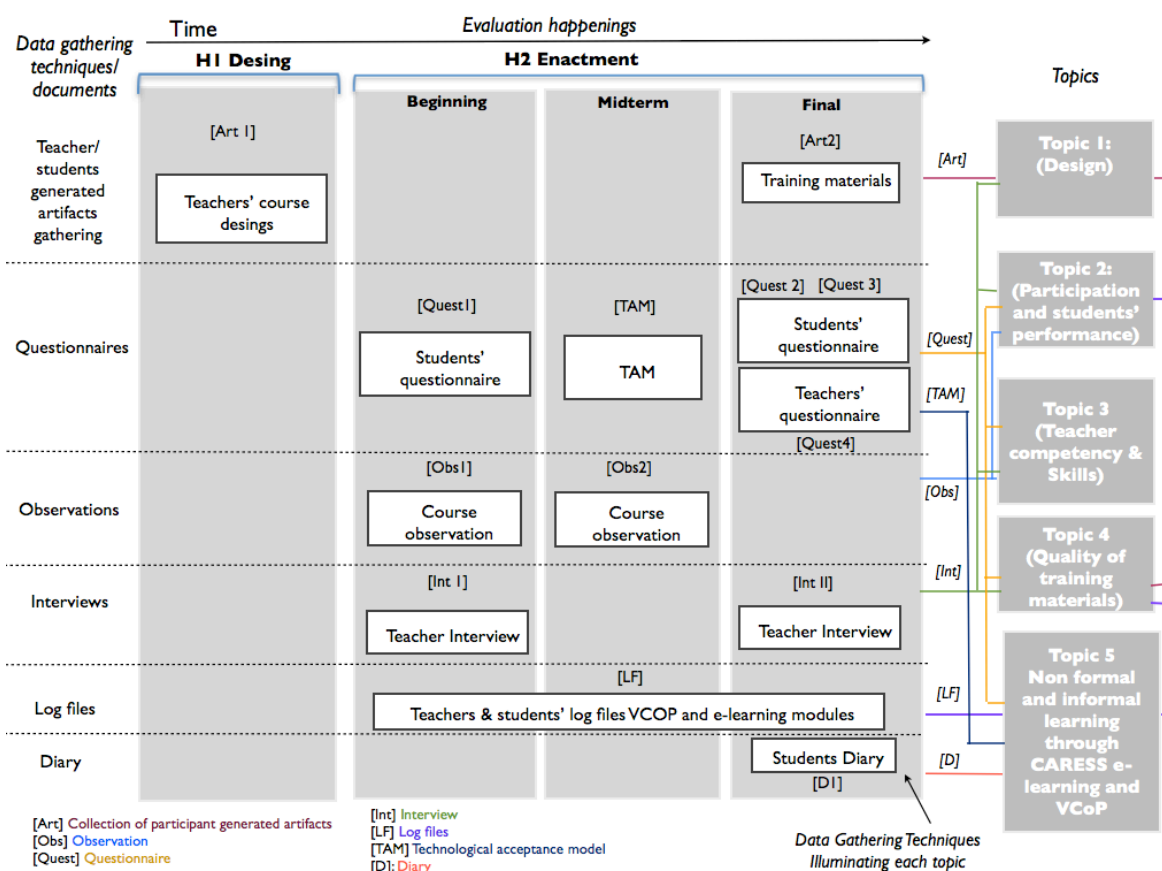 Time
Evaluation happenings
Data gathering
techniques/
documents
H1 Desing
H2 Enactment
Topics
Beginning
Midterm
Final
Teacher/
students
generated
artifacts
gathering
[Art 1]
Teachers' course
desings
[Art2]
Training materials
[Art]
Topic 1:
(Design)
Questionnaires
[Quest1]
Students'
questionnaire
[TAM]
TAM
[Quest 2]
[Quest 3]
Students'
questionnaire
Teachers'
questionnaire
[Quest4]
[Quest]
[TAM]
Topic 2:
(Participation
and students'
performance)
Topic 3
(Teacher
competency &
Skills)
Observations
[Obs1]
Course
observation
[Obs2]
Course
observation
[Obs]
Interviews
[Int 1]
Teacher Interview
[Int II]
Teacher Interview
[Int]
Topic 4
(Quality of
training
materials)
Log files
[LF]
Teachers & students' log files VCOP and e-learning modules
[LF]
Topic 5
Non formal
and informal
learning
through
CARESS e-
learning and
VCoP
Diary
Students Diary
[D1]
[D]
[Art] Collection of participant generated artifacts
[Obs] Observation
[Quest] Questionnaire
[Int] Interview
[LF] Log files
[TAM] Technological acceptance model
[D]: Diary
Data Gathering Techniques
Illuminating each topic